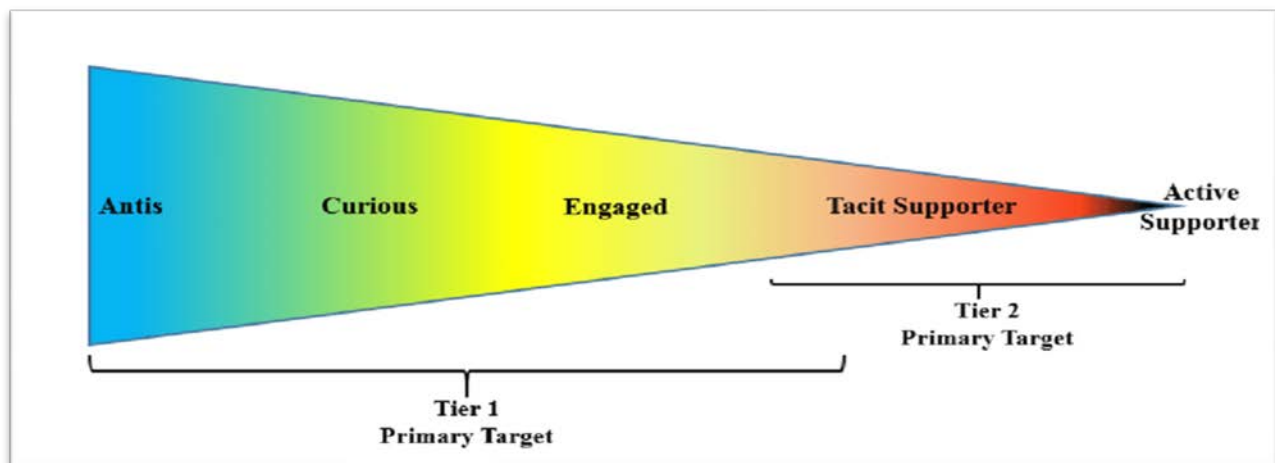 Antis
Curious
Engaged
Tacit Supporter
Active
Supporter
Tier 2
Primary Target
Tier 1
Primary Target